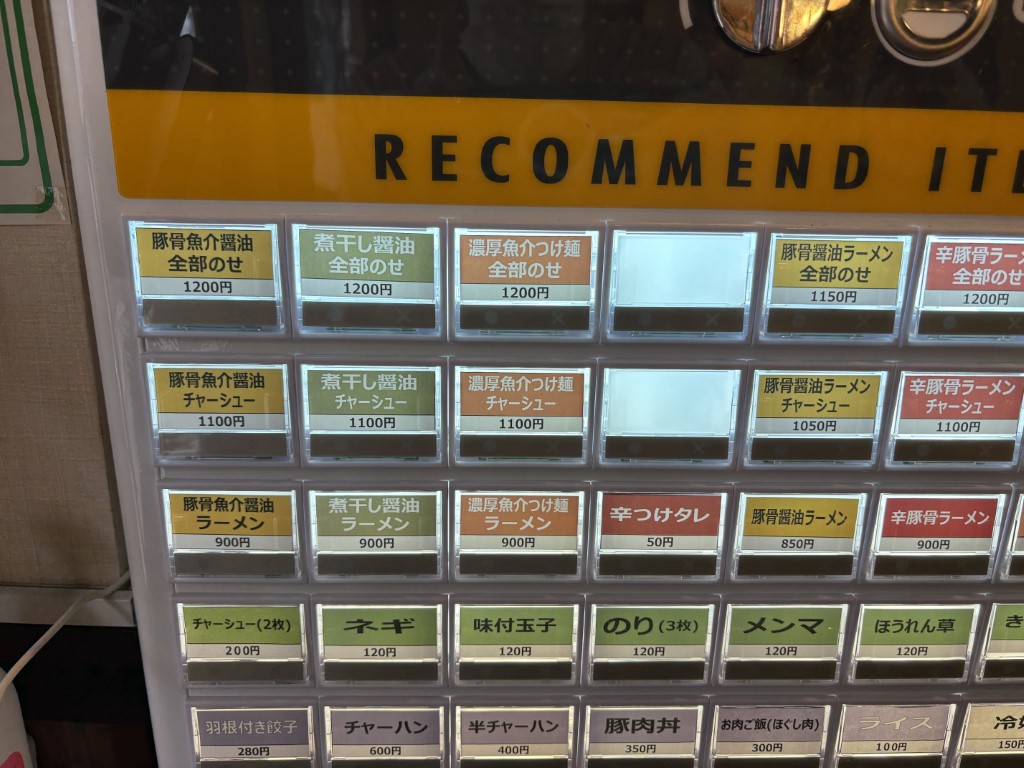 RECOMMEND ITE
豚骨魚介醤油
全部のせ
1200円
煮干し醤油
全部のせ
1200円
濃厚魚介つけ麺
全部のせ
1200円
豚骨醤油ラーメン
全部のせ
1150円
辛豚骨ラーメ
全部のせ
1200円
豚骨魚介醤油
チャーシュー
1100円
煮干し醤油
チャーシュー
1100円
濃厚魚介つけ麺
チャーシュー
1100円
豚骨醤油ラーメン
チャーシュー
1050円
辛豚骨ラーメン
チャーシュー
1100円
豚骨魚介醤油
ラーメン
900円
煮干し醤油
ラーメン
900円
濃厚魚介つけ麺
ラーメン
900円
辛つけタレ
50円
豚骨醤油ラーメン
850円
辛豚骨ラーメン
900円
チャーシュー(2枚)
200円
ネギ
120円
味付玉子
120円
のり(3枚)
120円
メンマ
120円
ほうれん草
120円
き
羽根付き餃子
280円
チャーハン
600円
半チャーハン
400円
豚肉丼
350円
お肉ご飯(ほぐし肉)
300円
ライス
100円
冷
150円